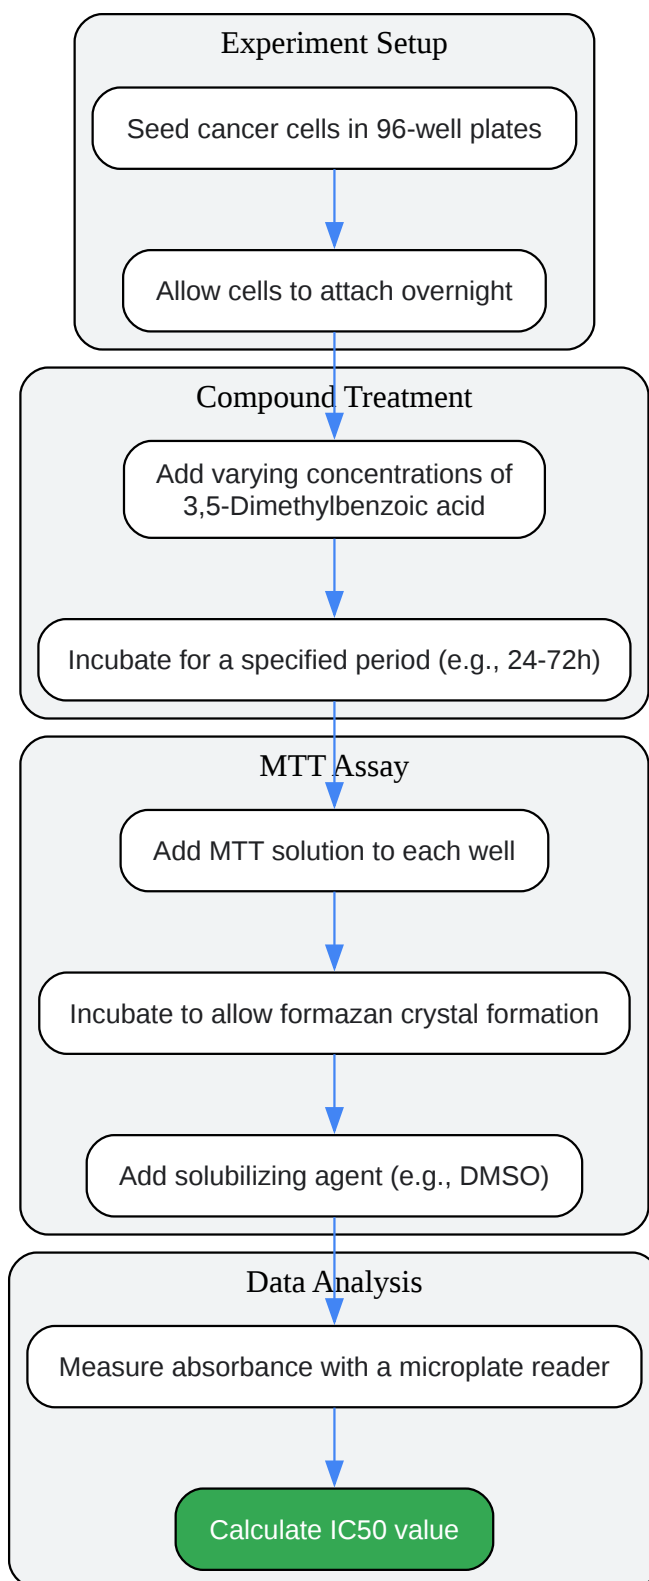 Experiment Setup
Seed cancer cells in 96-well plates
Allow cells to attach overnight
Compound Treatment
Add varying concentrations of
3,5-Dimethylbenzoic acid
Incubate for a specified period (e.g., 24-72h)
MTT Assay
Add MTT solution to each well
Incubate to allow formazan crystal formation
Add solubilizing agent (e.g., DMSO)
Data Analysis
Measure absorbance with a microplate reader
Calculate IC50 value